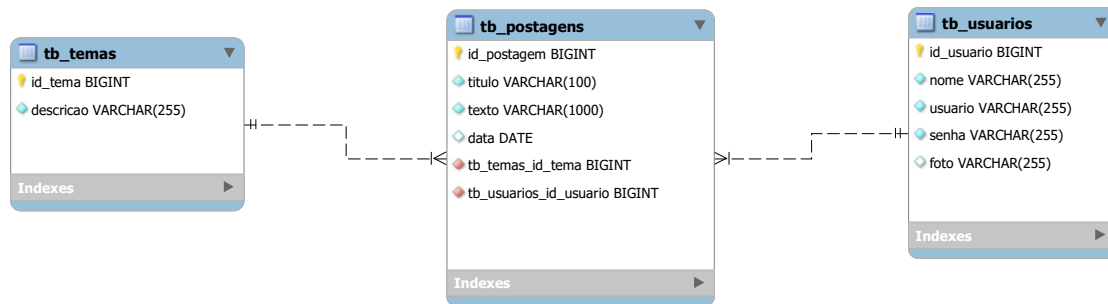 tb_temas
id_tema BIGINT
descricao VARCHAR(255)
Indexes
tb_postagens
id_postagem BIGINT
titulo VARCHAR(100)
texto VARCHAR(1000)
data DATE
tb_temas_id_tema BIGINT
tb_usuarios_id_usuario BIGINT
Indexes
tb_usuarios
id_usuario BIGINT
nome VARCHAR(255)
usuario VARCHAR(255)
senha VARCHAR(255)
foto VARCHAR(255)
Indexes